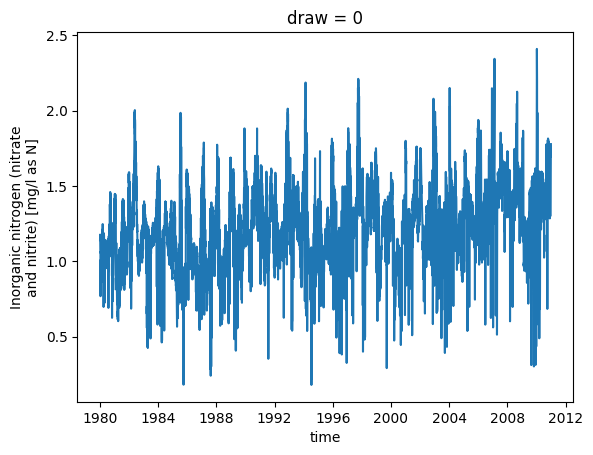 draw = 0
Inorganic nitrogen (nitrate
and nitrite) [mg/l as N]
2.5
2.0
1.5
1.0
0.5
1980 1984 1988 1992 1996 2000 2004 2008 2012
time